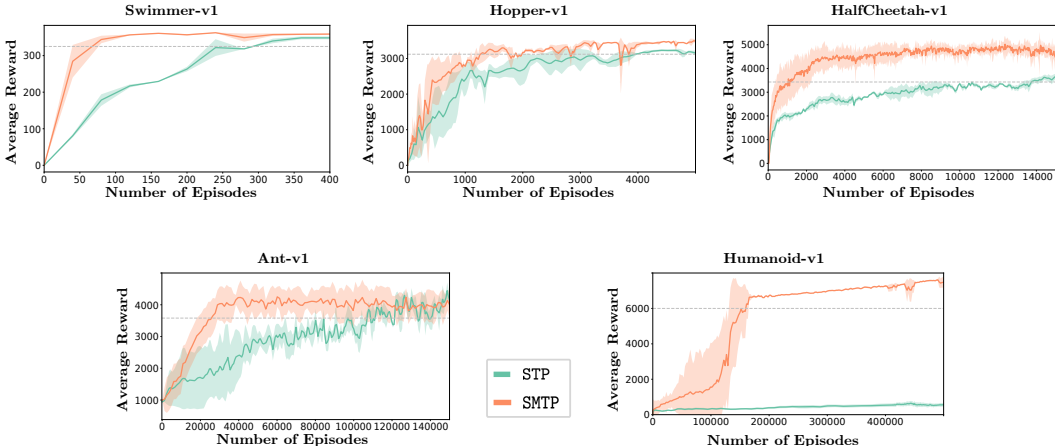 Swimmer-v1
Hopper-v1
HalfCheetah-v1
Average Reward
300
200
100
0
0 50 100 150 200 250 300 350 400
Number of Episodes
Average Reward
3000
2000
1000
0
0 1000 2000 3000 4000
Number of Episodes
Average Reward
5000
4000
3000
2000
1000
0
0 2000 4000 6000 8000 10000 12000 14000
Number of Episodes
Ant-v1
Humanoid-v1
Average Reward
4000
3000
2000
1000
0 20000 40000 60000 80000 100000 120000 140000
Number of Episodes
STP
SMTP
Average Reward
6000
4000
2000
0
0 100000 200000 300000 400000
Number of Episodes